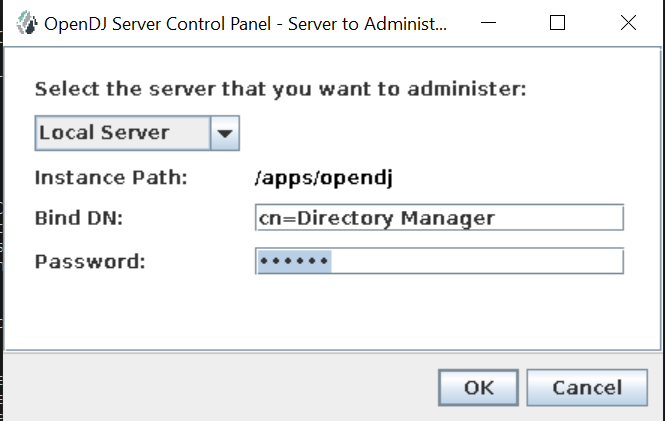 OpenDJ Server Control Panel - Server to Administ...
Select the server that you want to administer:
Local Server
Instance Path: /apps/opendj
Bind DN: cn=Directory Manager
Password: ••••••
OK Cancel